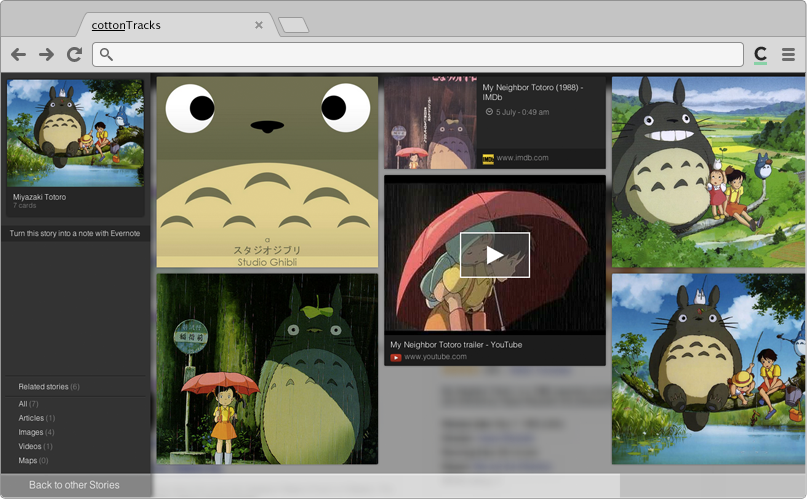 cottonTracks
C
Miyazaki Totoro
7 cards
Turn this story into a note with Evernote
Related stories (6)
All (7)
Articles (1)
Images (4)
Videos (1)
Maps (0)
Back to other Stories
スタジオジブリ
Studio Ghibli
My Neighbor Totoro (1988) -
IMDb
5 July - 0:49 am
www.imdb.com
My Neighbor Totoro trailer - YouTube
www.youtube.com
稲荷前